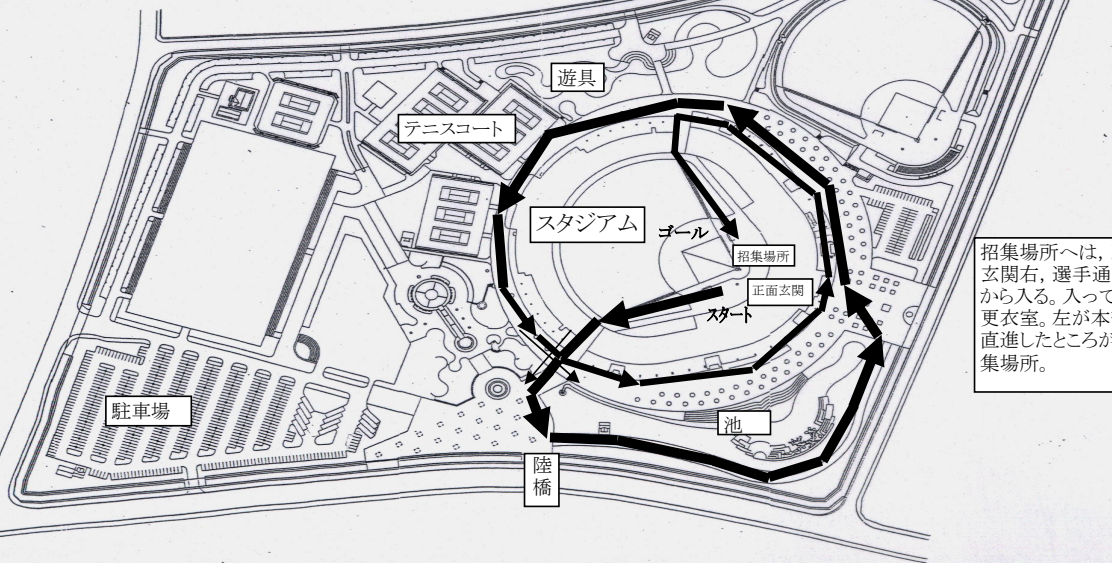 遊具
テニスコート
スタジアム
ゴール
招集場所
正面玄関
スタート
招集場所へは，
玄関右，選手通
から入る。入って
更衣室。左が本
直進したところが
集場所。
駐車場
池
陸
橋